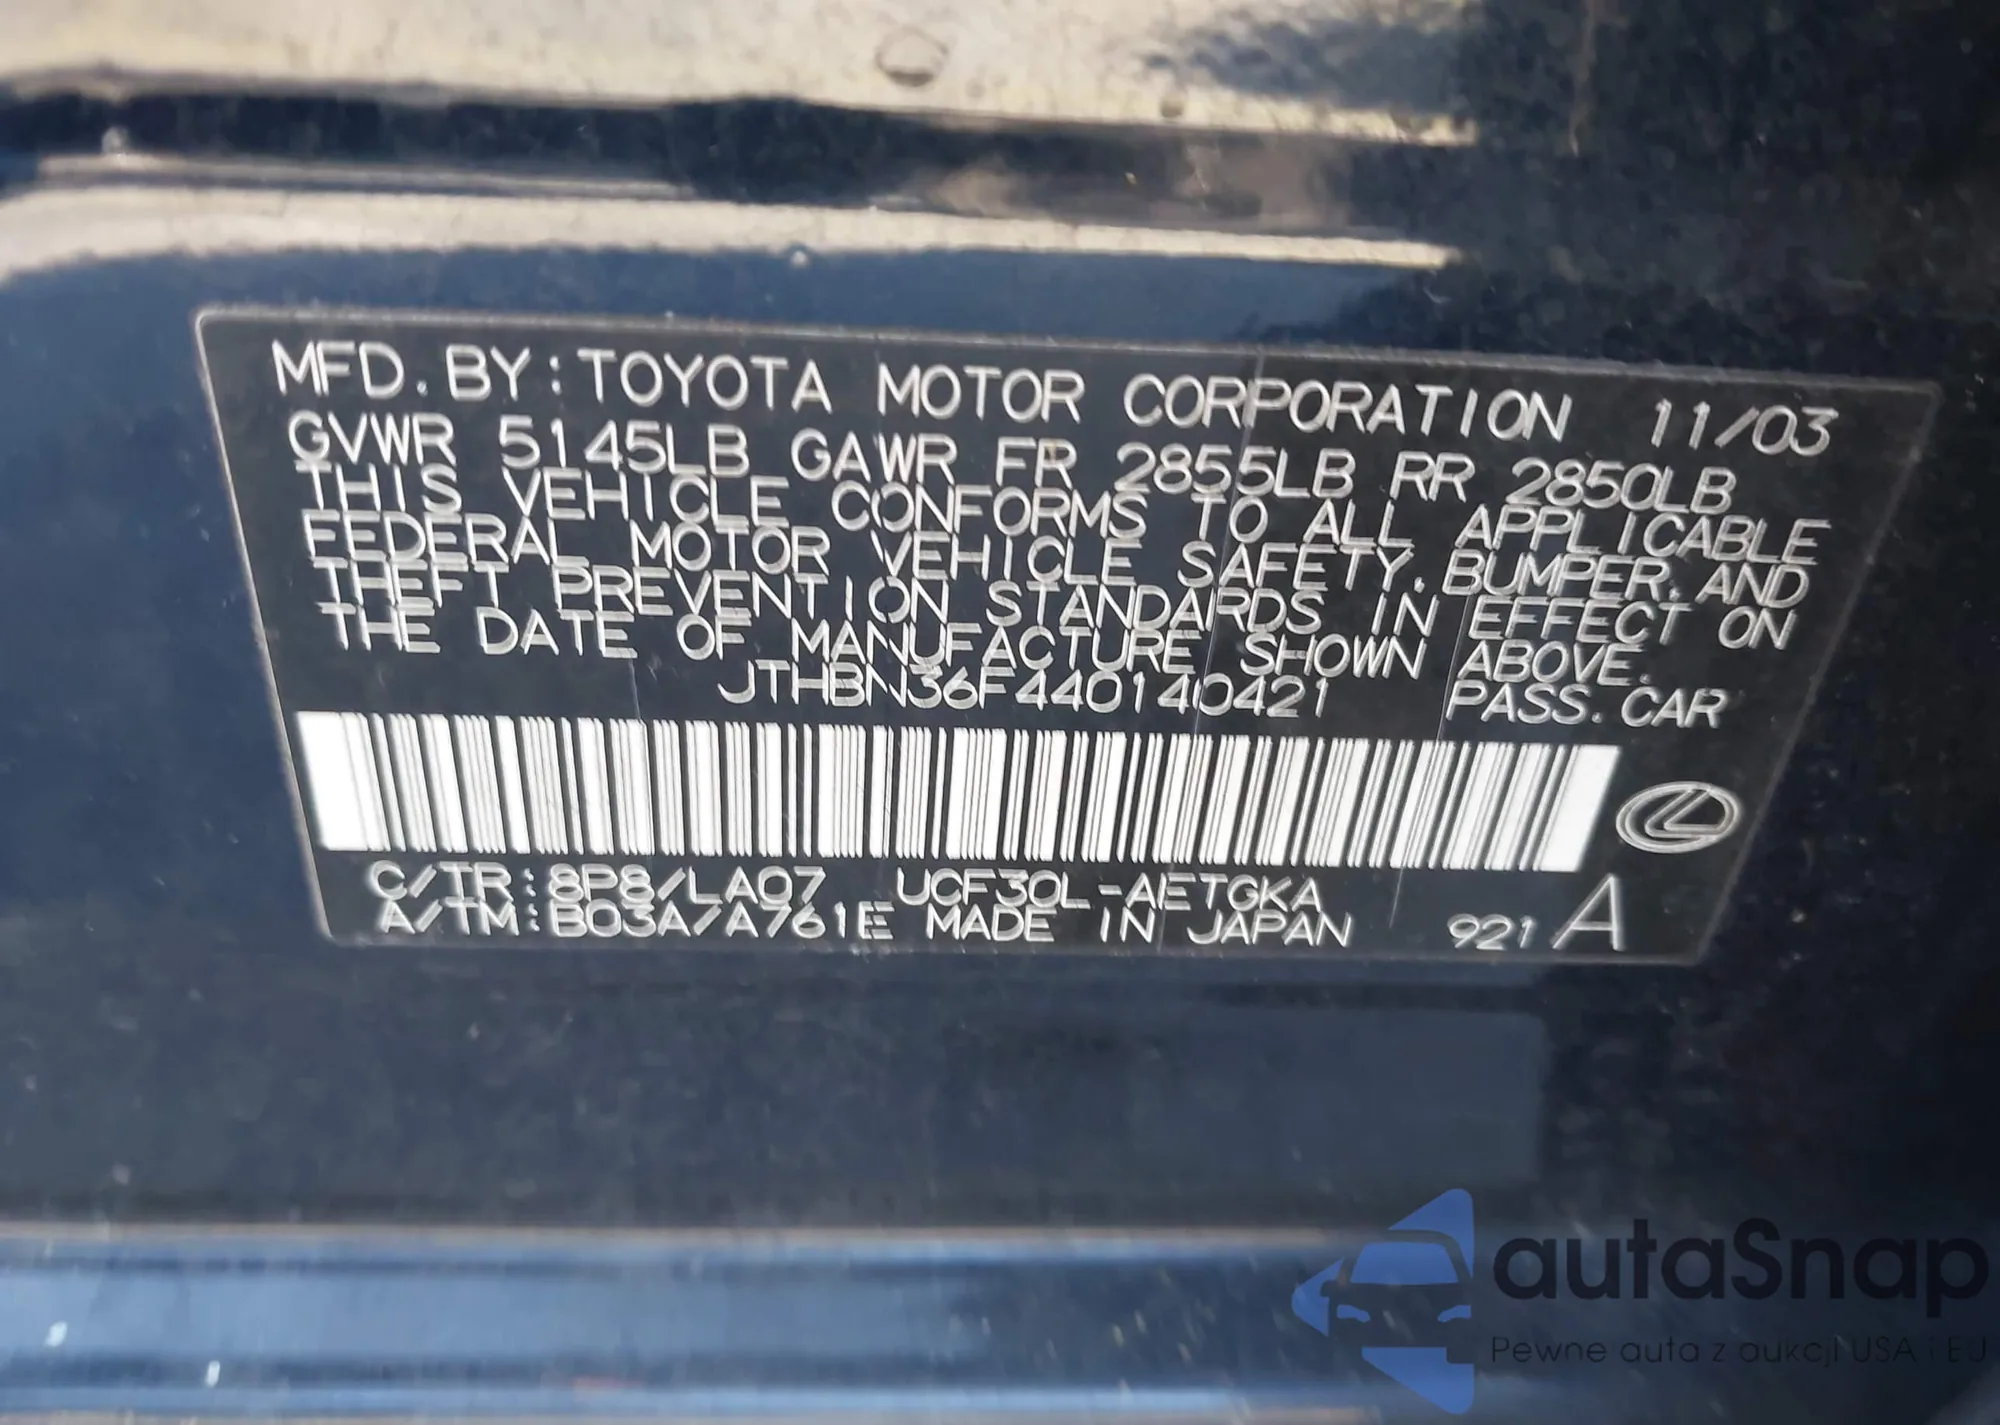 MFD. BY: TOYOTA MOTOR CORPORATION 11/03
GVWR 5145LB GAWR FR 2855LB RR 2850LB
THIS VEHICLE CONFORMS TO ALL APPLICABLE
FEDERAL MOTOR VEHICLE SAFETY, BUMPER, AND
THEFT PREVENTION STANDARDS IN EFFECT ON
THE DATE OF MANUFACTURE SHOWN ABOVE.
JTHBN36F440140421 PASS. CAR
C/TR: 8P8/LA07 UCF30L-AETGKA
A/TM: B03A/A761E MADE IN JAPAN 921 A
autaSnap
Pewne auta z aukcji USA i EU